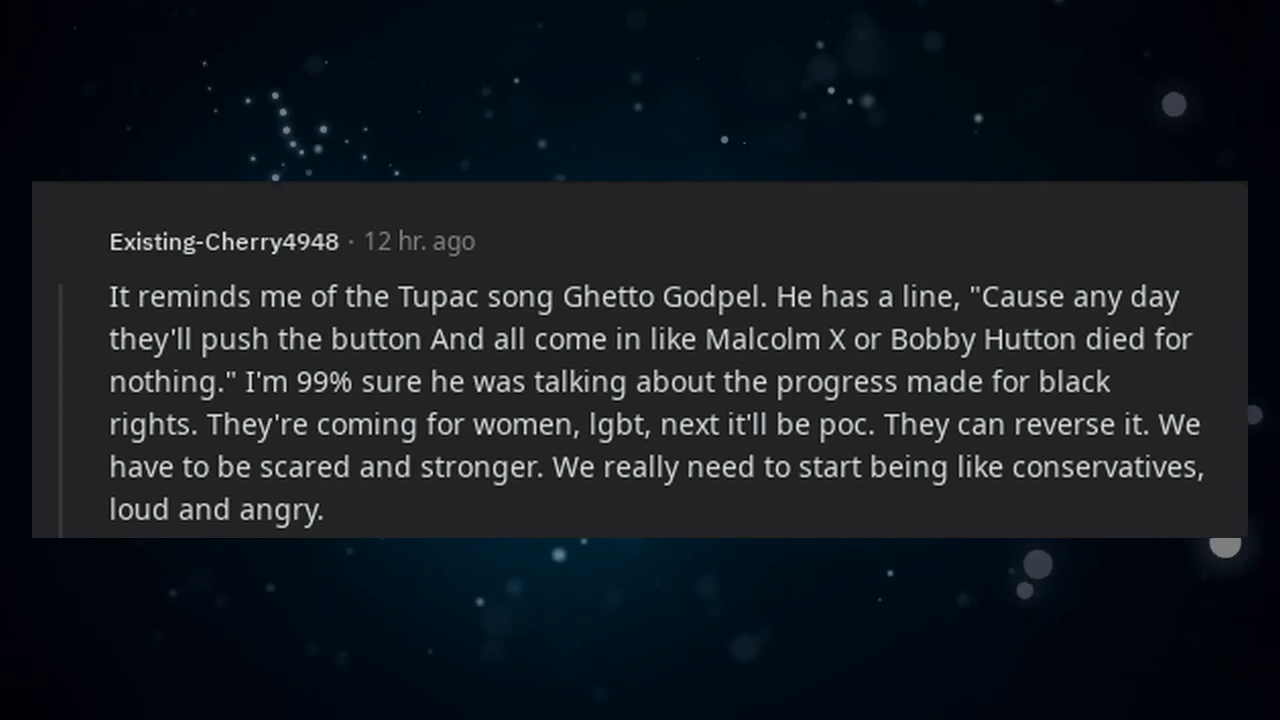 Existing-Cherry4948 · 12 hr. ago
It reminds me of the Tupac song Ghetto Godpel. He has a line, "Cause any day
they'll push the button And all come in like Malcolm X or Bobby Hutton died for
nothing." I'm 99% sure he was talking about the progress made for black
rights. They're coming for women, lgbt, next it'll be poc. They can reverse it. We
have to be scared and stronger. We really need to start being like conservatives,
loud and angry.